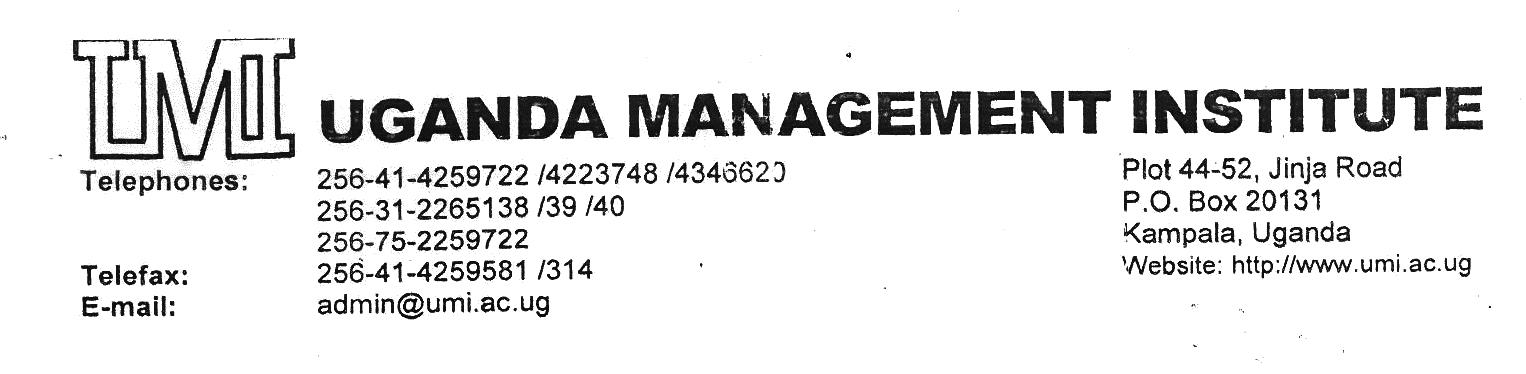 UMI UGANDA MANAGEMENT INSTITUTE
Telephones: 256-41-4259722 /4223748 /4346620
256-31-2265138 /39 /40
256-75-2259722
Telefax: 256-41-4259581 /314
E-mail: admin@umi.ac.ug
Plot 44-52, Jinja Road
P.O. Box 20131
Kampala, Uganda
Website: http://www.umi.ac.ug